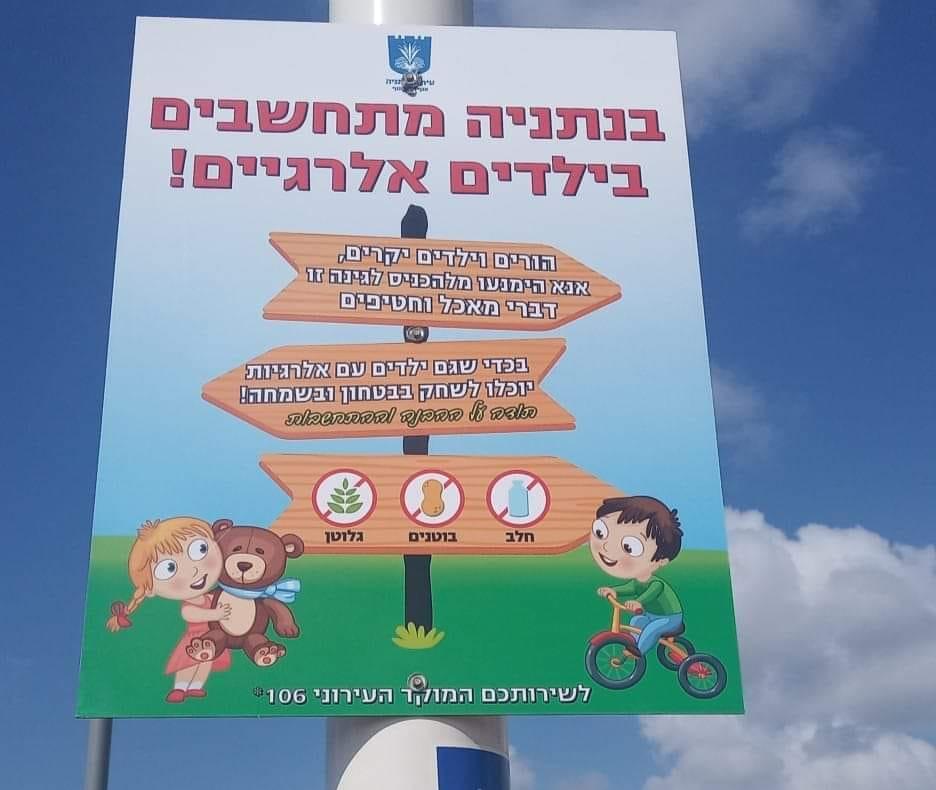 בנתניה מתחשבים
בילדים אלרגיים!
הורים וילדים יקרים,
אנא הימנעו מלהכניס לגינה זו
דברי מאכל וחטיפים
בכדי שגם ילדים עם אלרגיות
יוכלו לשחק בבטחון ובשמחה!
תודה על ההבנה וההתחשבות
חלב בוטנים גלוטן
לשירותכם המוקד העירוני 106*